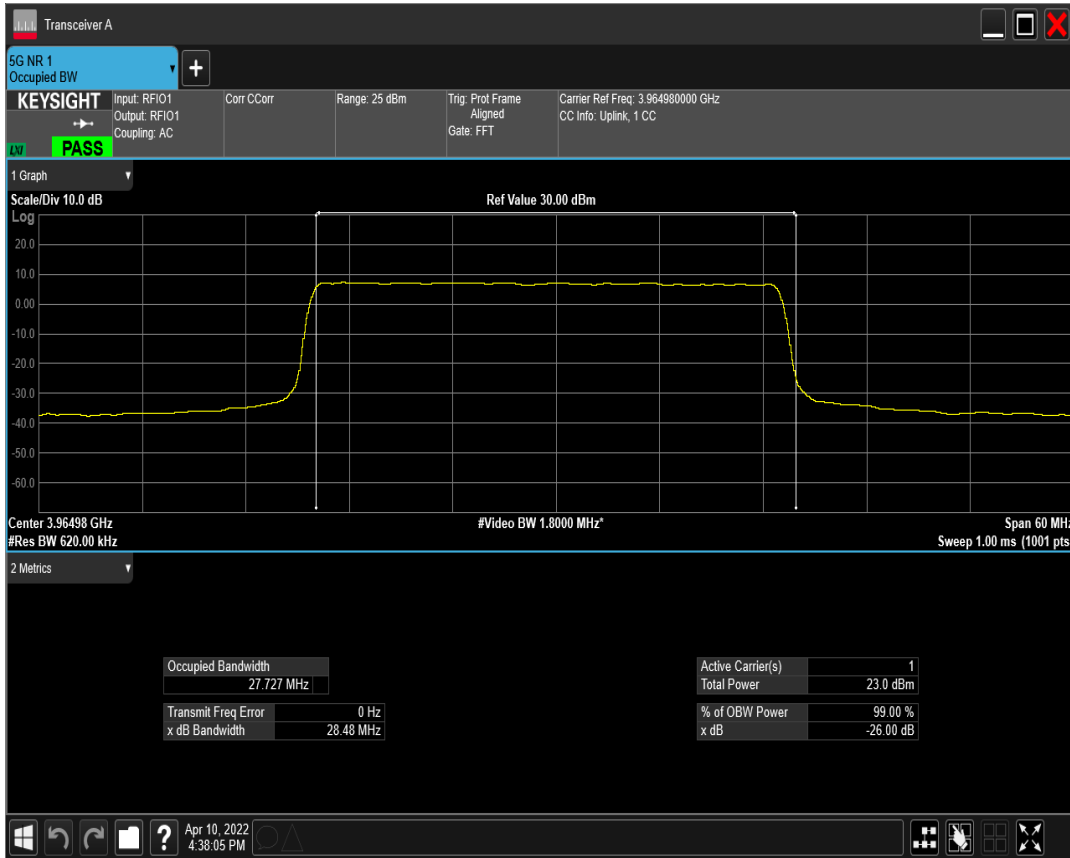 Transceiver A
5G NR 1
Occupied BW
KEYSIGHT
LXI
PASS
Input: RFIO1
Output: RFIO1
Coupling: AC
Corr CCorr
Range: 25 dBm
Trig: Prot Frame
Aligned
Gate: FFT
Carrier Ref Freq: 3.964980000 GHz
CC Info: Uplink, 1 CC
1 Graph
Scale/Div 10.0 dB
Ref Value 30.00 dBm
Log
20.0
10.0
0.00
-10.0
-20.0
-30.0
-40.0
-50.0
-60.0
Center 3.96498 GHz
#Video BW 1.8000 MHz*
Span 60 MHz
#Res BW 620.00 kHz
Sweep 1.00 ms (1001 pts
2 Metrics
Occupied Bandwidth
27.727 MHz
Transmit Freq Error 0 Hz
x dB Bandwidth 28.48 MHz
Active Carrier(s) 1
Total Power 23.0 dBm
% of OBW Power 99.00 %
x dB -26.00 dB
?
Apr 10, 2022
4:38:05 PM